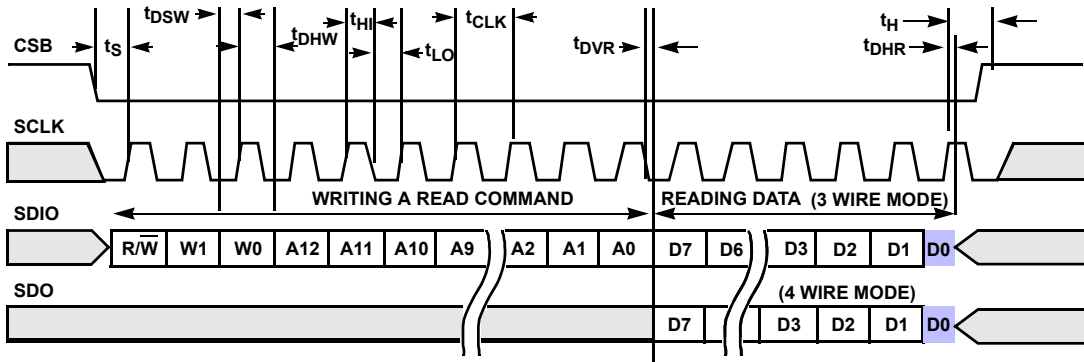 tDSW tHI tCLK tH
CSB tS tDHW tLO tDVR tDHR
SCLK
WRITING A READ COMMAND READING DATA (3 WIRE MODE)
SDIO
R/W̅ W1 W0 A12 A11 A10 A9 A2 A1 A0 D7 D6 D3 D2 D1 D0
SDO (4 WIRE MODE)
D7 D3 D2 D1 D0